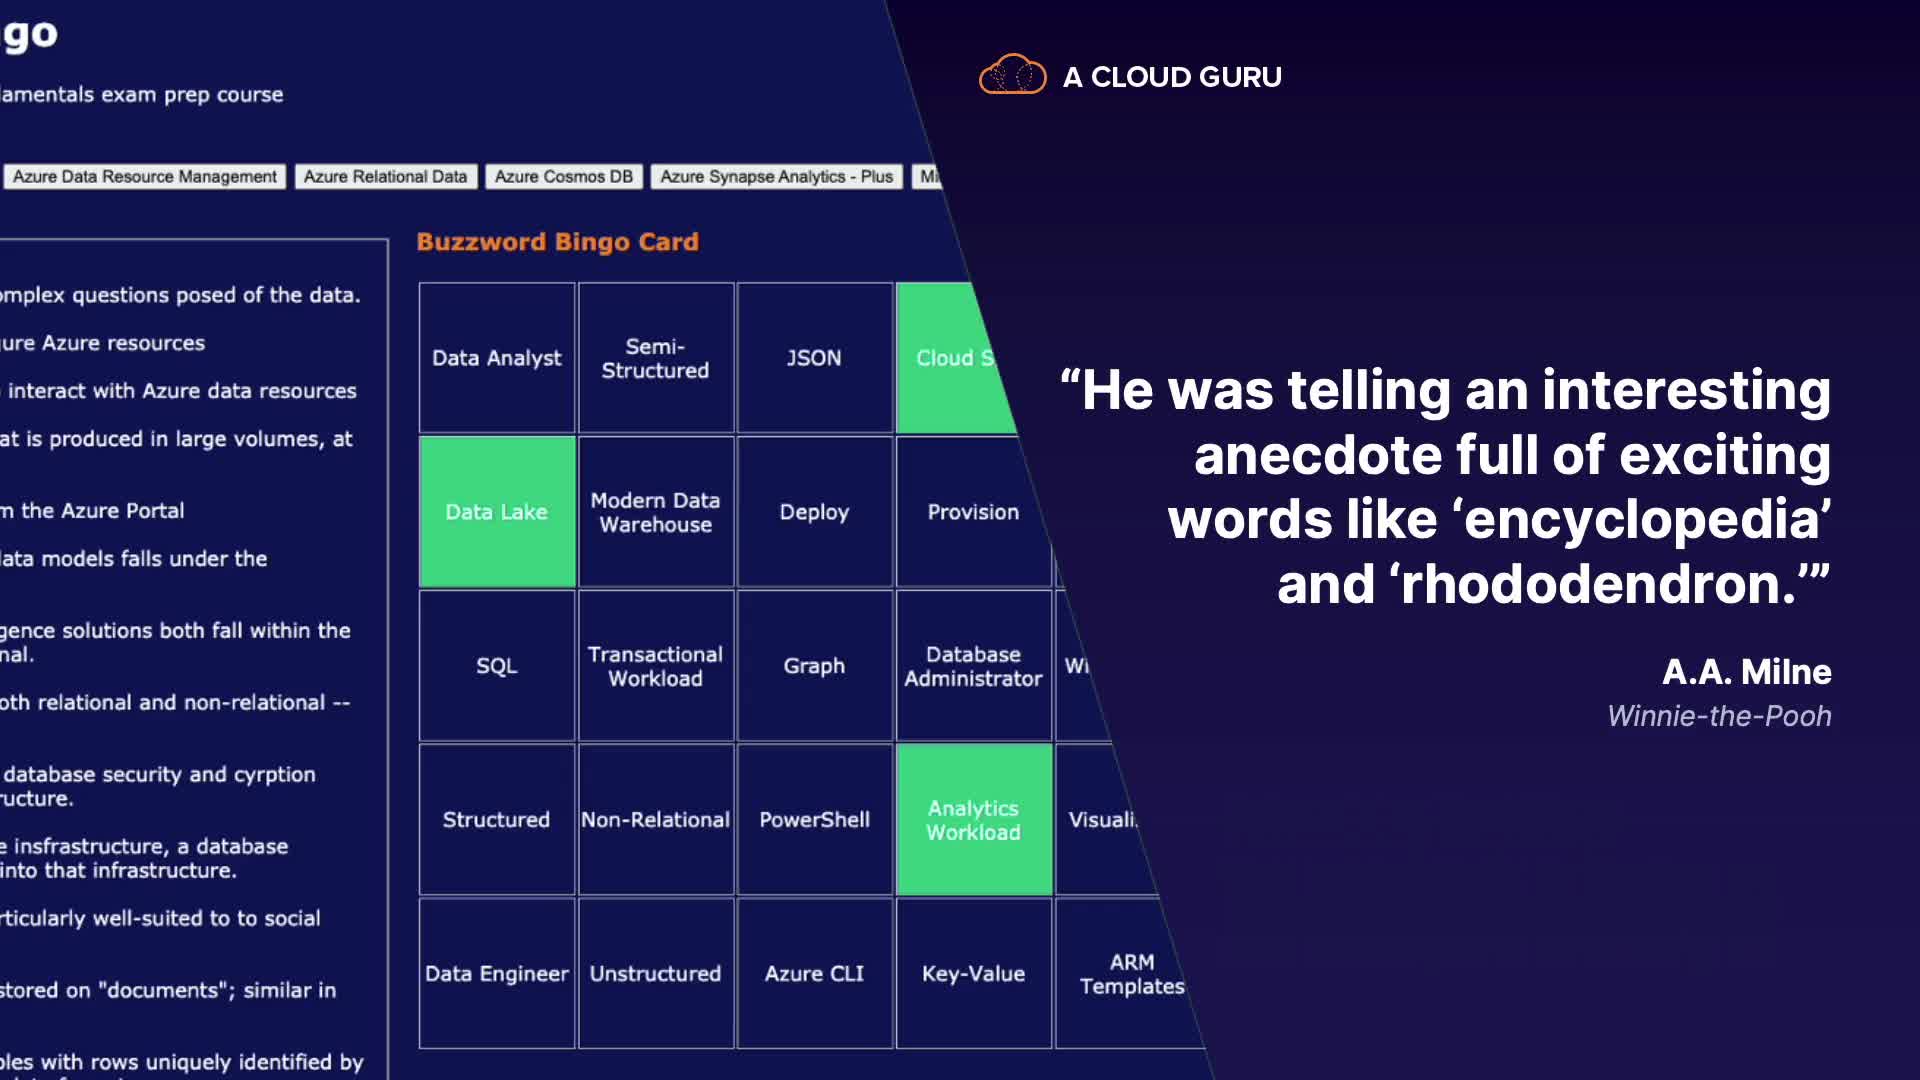 go
amentals exam prep course
Azure Data Resource Management
Azure Relational Data
Azure Cosmos DB
Azure Synapse Analytics - Plus
Mi
omplex questions posed of the data.
gure Azure resources
interact with Azure data resources
at is produced in large volumes, at
m the Azure Portal
data models falls under the
gence solutions both fall within the
nal.
oth relational and non-relational --
database security and cyrption
ructure.
e insfrastructure, a database
into that infrastructure.
rticularly well-suited to to social
stored on "documents"; similar in
bles with rows uniquely identified by
Buzzword Bingo Card
Data Analyst
Semi-
Structured
JSON
Cloud S
Data Lake
Modern Data
Warehouse
Deploy
Provision
SQL
Transactional
Workload
Graph
Database
Administrator
Wi
Structured
Non-Relational
PowerShell
Analytics
Workload
Visuali
Data Engineer
Unstructured
Azure CLI
Key-Value
ARM
Templates
A CLOUD GURU
“He was telling an interesting
anecdote full of exciting
words like ‘encyclopedia’
and ‘rhododendron.’”
A.A. Milne
Winnie-the-Pooh